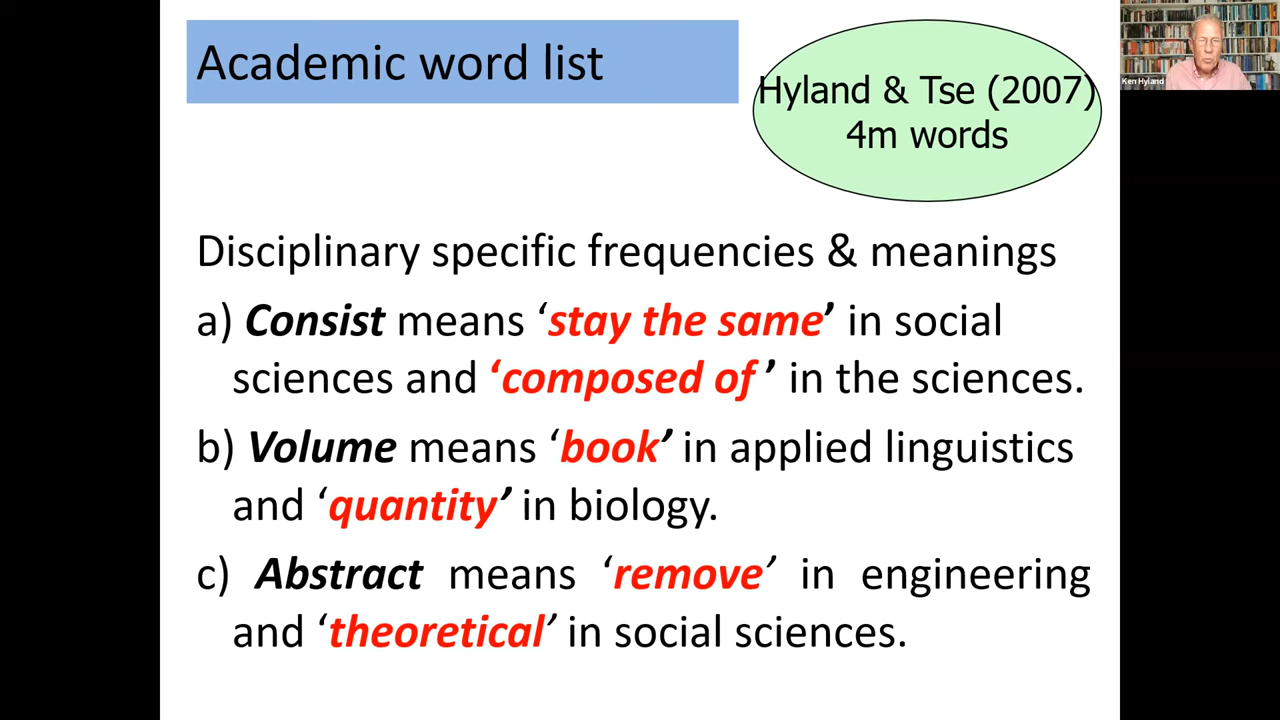 Academic word list
Hyland & Tse (2007)
4m words
Ken Hyland
Disciplinary specific frequencies & meanings
a) Consist means ‘stay the same’ in social
sciences and ‘composed of ’ in the sciences.
b) Volume means ‘book’ in applied linguistics
and ‘quantity’ in biology.
c) Abstract means ‘remove’ in engineering
and ‘theoretical’ in social sciences.